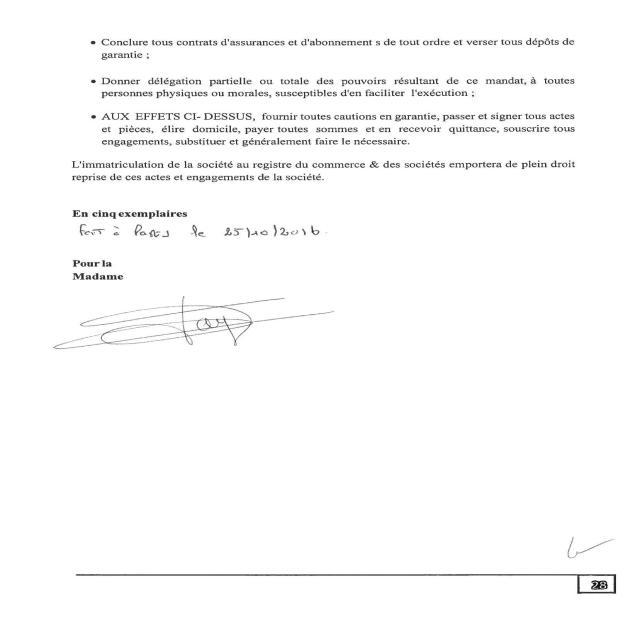 • Conclure tous contrats d'assurances et d'abonnement s de tout ordre et verser tous dépôts de
garantie ;
• Donner délégation partielle ou totale des pouvoirs résultant de ce mandat, à toutes
personnes physiques ou morales, susceptibles d'en faciliter l'exécution ;
• AUX EFFETS CI- DESSUS, fournir toutes cautions en garantie, passer et signer tous actes
et pièces, élire domicile, payer toutes sommes et en recevoir quittance, souscrire tous
engagements, substituer et généralement faire le nécessaire.
L'immatriculation de la société au registre du commerce & des sociétés emportera de plein droit
reprise de ces actes et engagements de la société.
En cinq exemplaires
Fait à Paris le 25/10/2016.
Pour la
Madame
28